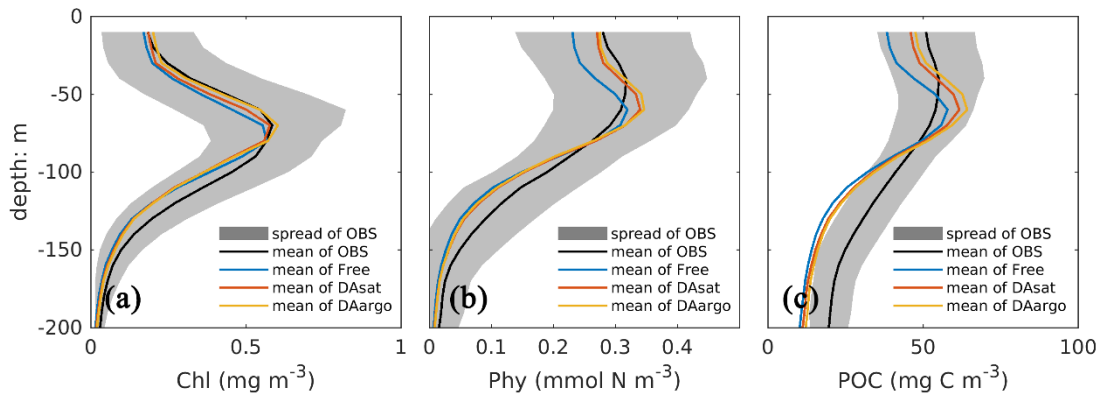 0
-50
-100
-150
-200
depth: m
spread of OBS
mean of OBS
mean of Free
mean of DAsat
mean of DAargo
(a)
0 0.5 1
Chl (mg m⁻³)
spread of OBS
mean of OBS
mean of Free
mean of DAsat
mean of DAargo
(b)
0 0.1 0.2 0.3 0.4
Phy (mmol N m⁻³)
spread of OBS
mean of OBS
mean of Free
mean of DAsat
mean of DAargo
(c)
0 50 100
POC (mg C m⁻³)